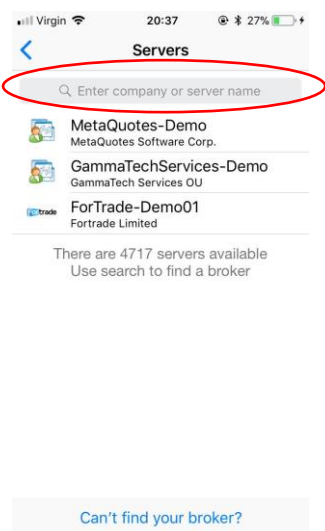 Virgin 20:37 27%
Servers
Enter company or server name
MetaQuotes-Demo
MetaQuotes Software Corp.
GammaTechServices-Demo
GammaTech Services OU
Fortrade ForTrade-Demo01
Fortrade Limited
There are 4717 servers available
Use search to find a broker
Can't find your broker?